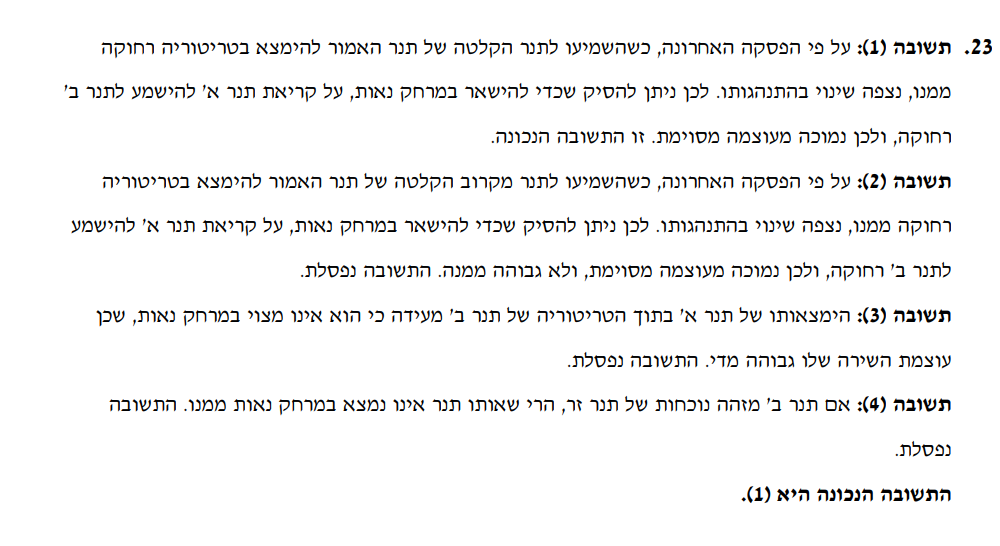 23. תשובה (1): על פי הפסקה האחרונה, כשהשמיעו לתנר הקלטה של תנר האמור להימצא בטריטוריה רחוקה
ממנו, נצפה שינוי בהתנהגותו. לכן ניתן להסיק שכדי להישאר במרחק נאות, על קריאת תנר א' להישמע לתנר ב'
רחוקה, ולכן נמוכה מעוצמה מסוימת. זו התשובה הנכונה.
תשובה (2): על פי הפסקה האחרונה, כשהשמיעו לתנר מקרוב הקלטה של תנר האמור להימצא בטריטוריה
רחוקה ממנו, נצפה שינוי בהתנהגותו. לכן ניתן להסיק שכדי להישאר במרחק נאות, על קריאת תנר א' להישמע
לתנר ב' רחוקה, ולכן נמוכה מעוצמה מסוימת, ולא גבוהה ממנה. התשובה נפסלת.
תשובה (3): הימצאותו של תנר א' בתוך הטריטוריה של תנר ב' מעידה כי הוא אינו מצוי במרחק נאות, שכן
עוצמת השירה שלו גבוהה מדי. התשובה נפסלת.
תשובה (4): אם תנר ב' מזהה נוכחות של תנר זר, הרי שאותו תנר אינו נמצא במרחק נאות ממנו. התשובה
נפסלת.
התשובה הנכונה היא (1).